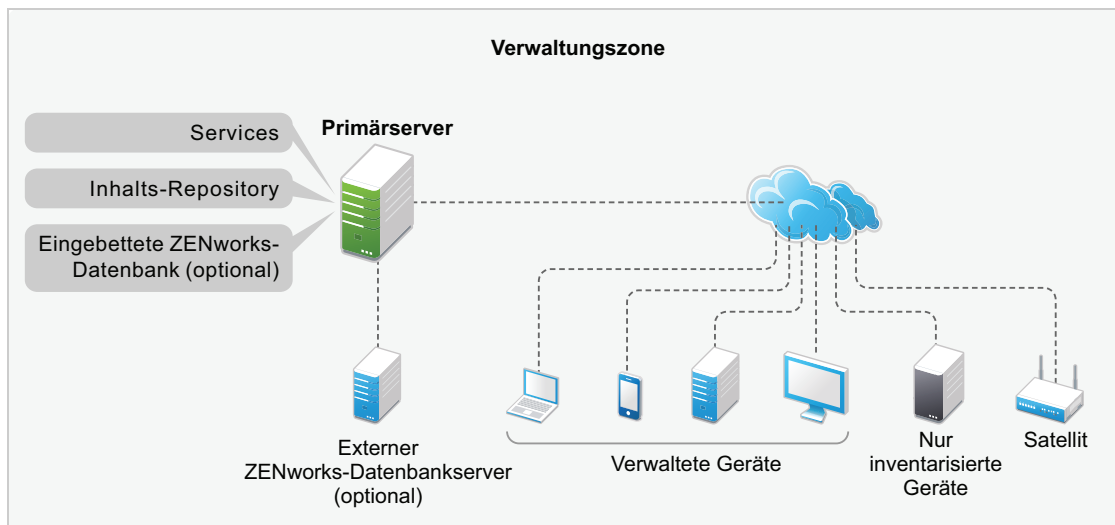 Verwaltungszone
Services
Inhalts-Repository
Eingebettete ZENworks-
Datenbank (optional)
Primärserver
Externer
ZENworks-Datenbankserver
(optional)
Verwaltete Geräte
Nur
inventarisierte
Geräte
Satellit